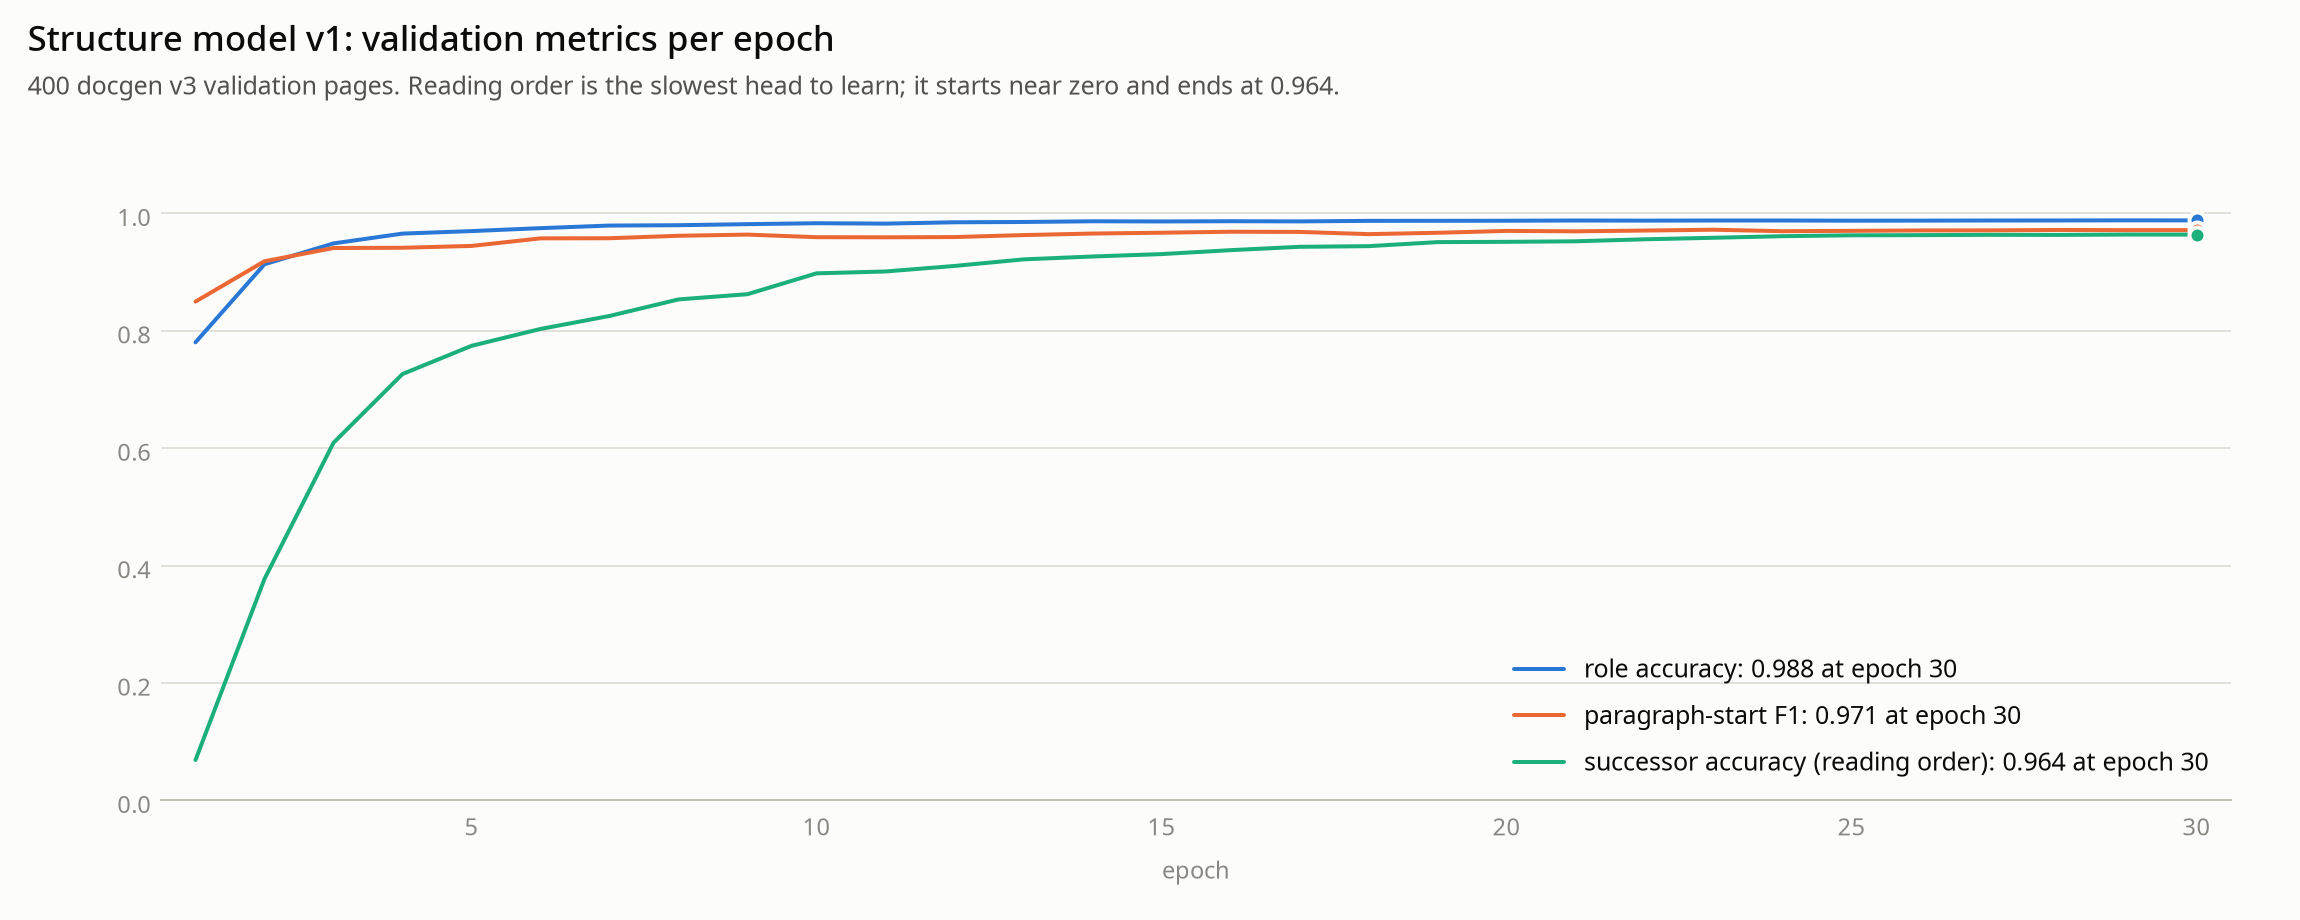 Structure model v1: validation metrics per epoch
400 docgen v3 validation pages. Reading order is the slowest head to learn; it starts near zero and ends at 0.964.
1.0
0.8
0.6
0.4
0.2
0.0
role accuracy: 0.988 at epoch 30
paragraph-start F1: 0.971 at epoch 30
successor accuracy (reading order): 0.964 at epoch 30
5 10 15 20 25 30
epoch